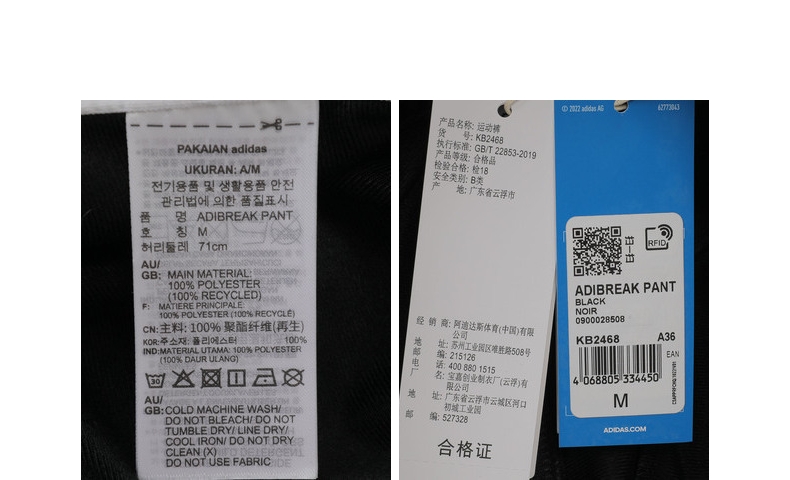 PAKAIAN adidas
UKURAN: A/M
전기용품 및 생활용품 안전
관리법에 의한 품질표시
품 명 ADIBREAK PANT
호 칭 M
허리둘레 71cm
AU/
GB: MAIN MATERIAL:
100% POLYESTER
(100% RECYCLED)
F: MATIERE PRINCIPALE:
100% POLYESTER (100% RECYCLÉ)
CN: 主料: 100% 聚酯纤维(再生)
KOR: 주소재: 폴리에스터 100%
IND: MATERIAL UTAMA: 100% POLYESTER
(100% DAUR ULANG)
30
AU/
GB: COLD MACHINE WASH/
DO NOT BLEACH/ DO NOT
TUMBLE DRY/ LINE DRY/
COOL IRON/ DO NOT DRY
CLEAN (X)
DO NOT USE FABRIC
产品名称: 运动裤
货 号: KB2468
执行标准: GB/T 22853-2019
产品等级: 合格品
检验合格: 检18
安全类别: B类
产 地: 广东省云浮市
经 销 商: 阿迪达斯体育(中国)有限
公司
地 址: 苏州工业园区唯胜路508号
邮 编: 215126
电 话: 400 880 1515
厂 名: 宝嘉创业制衣厂(云浮)有
限公司
地 址: 广东省云浮市云城区河口
初城工业园
邮 编: 527328
合格证
© 2022 adidas AG 62773043
RFID
ADIBREAK PANT
BLACK
NOIR
0900028508
KB2468 A36
EAN
4 068805 334450
M
ADIDAS.COM